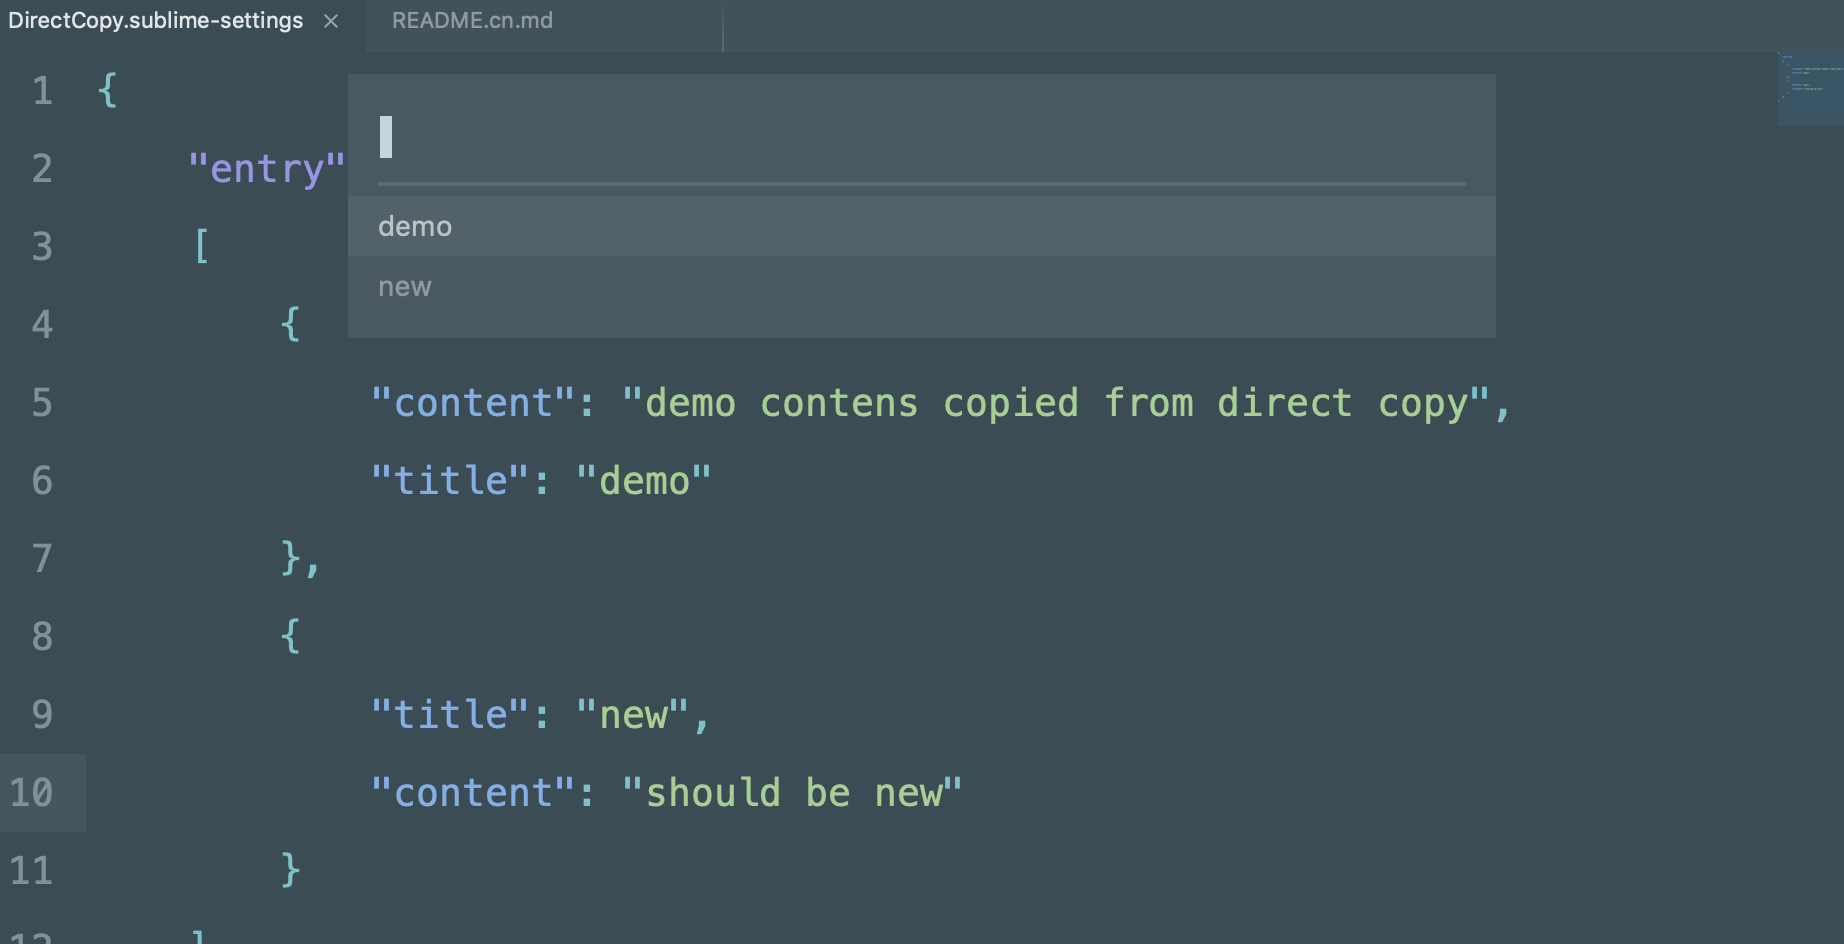 DirectCopy.sublime-settings × README.cn.md
1 {
2 "entry"
3 [
demo
new
4 {
5 "content": "demo contens copied from direct copy",
6 "title": "demo"
7 },
8 {
9 "title": "new",
10 "content": "should be new"
11 }
12 ]